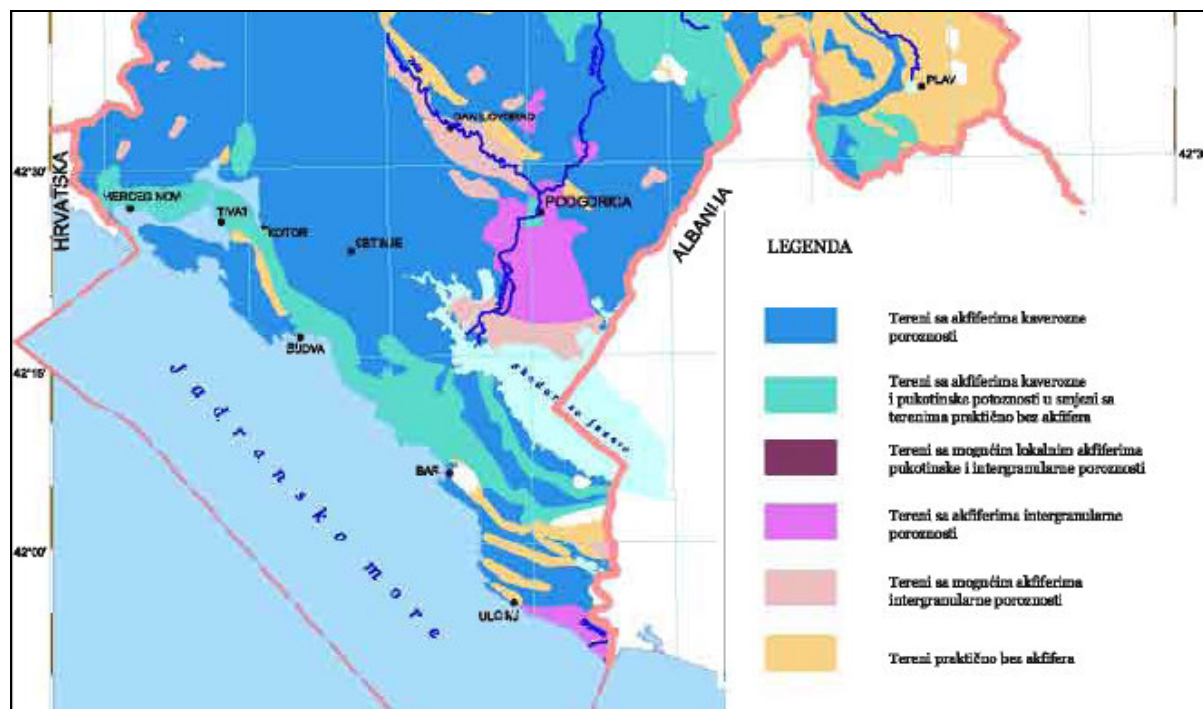 PLAV
DANILOVGRAD
42°30'
42°3
HRVATSKA
HERCEG NOVI
TIVAT
KOTOR
CETINJE
PODGORICA
ALBANIJA
BUDVA
42°15'
Jadransko more
BAR
42°00'
ULCINJ
LEGENDA
Tereni sa akfiferima kaverozne
poroznosti
Tereni sa akfiferima kaverozne
i pukotinske potoznosti u smjeni sa
terenima praktično bez akfifera
Tereni sa mogućim lokalnim akfiferima
pukotinske i intergranularne poroznosti
Tereni sa akfiferima intergranularne
poroznosti
Tereni sa mogućim akfiferima
intergranularne poroznosti
Tereni praktično bez akfifera